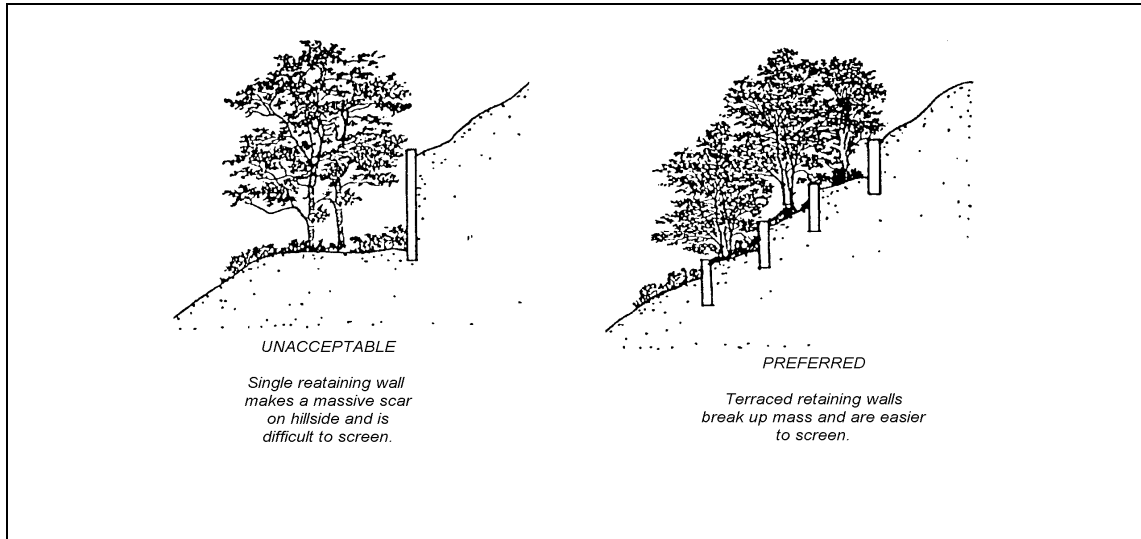 UNACCEPTABLE
Single reataining wall
makes a massive scar
on hillside and is
difficult to screen.
PREFERRED
Terraced retaining walls
break up mass and are easier
to screen.